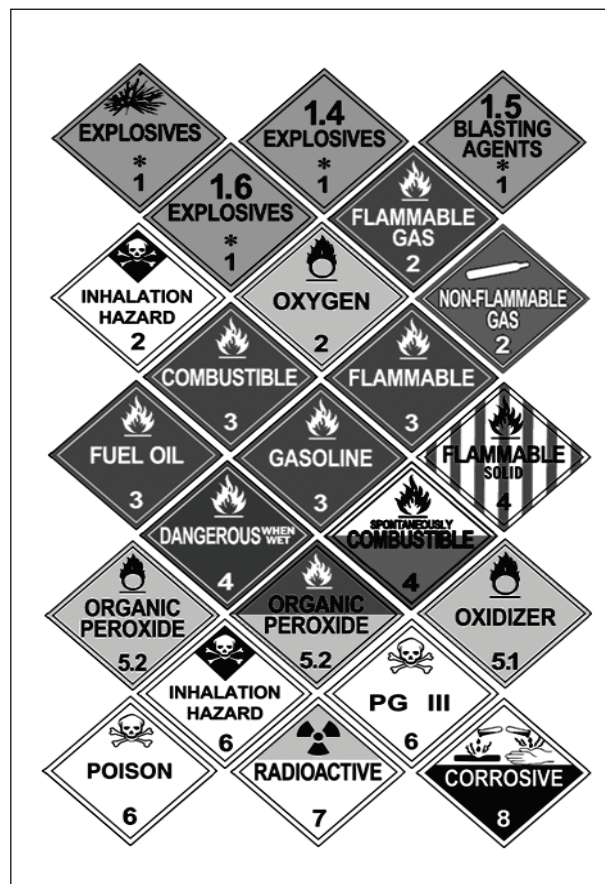 EXPLOSIVES
*
1
1.4
EXPLOSIVES
*
1
1.5
BLASTING
AGENTS
*
1
1.6
EXPLOSIVES
*
1
FLAMMABLE
GAS
2
INHALATION
HAZARD
2
OXYGEN
2
NON-FLAMMABLE
GAS
2
COMBUSTIBLE
3
FLAMMABLE
3
FUEL OIL
3
GASOLINE
3
FLAMMABLE
SOLID
4
DANGEROUS WHEN
WET
4
SPONTANEOUSLY
COMBUSTIBLE
4
ORGANIC
PEROXIDE
5.2
ORGANIC
PEROXIDE
5.2
OXIDIZER
5.1
INHALATION
HAZARD
6
PG III
6
POISON
6
RADIOACTIVE
7
CORROSIVE
8